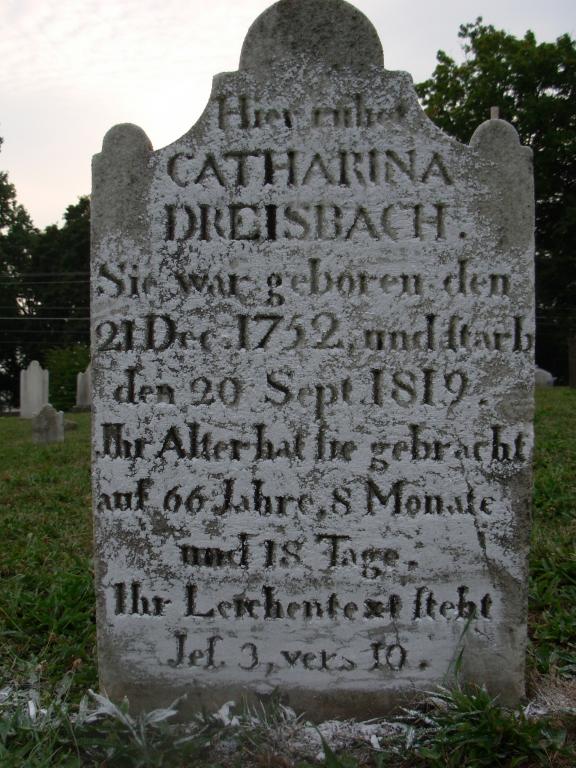 Hier ruhet
CATHARINA
DREISBACH.
Sie war geboren den
21 Dec. 1752, und ſtarb
den 20 Sept. 1819.
Ihr Alter hat ſie gebracht
auf 66 Jahre, 8 Monate
und 18 Tage.
Ihr Leichentext ſteht
Jeſ. 3, vers 10.